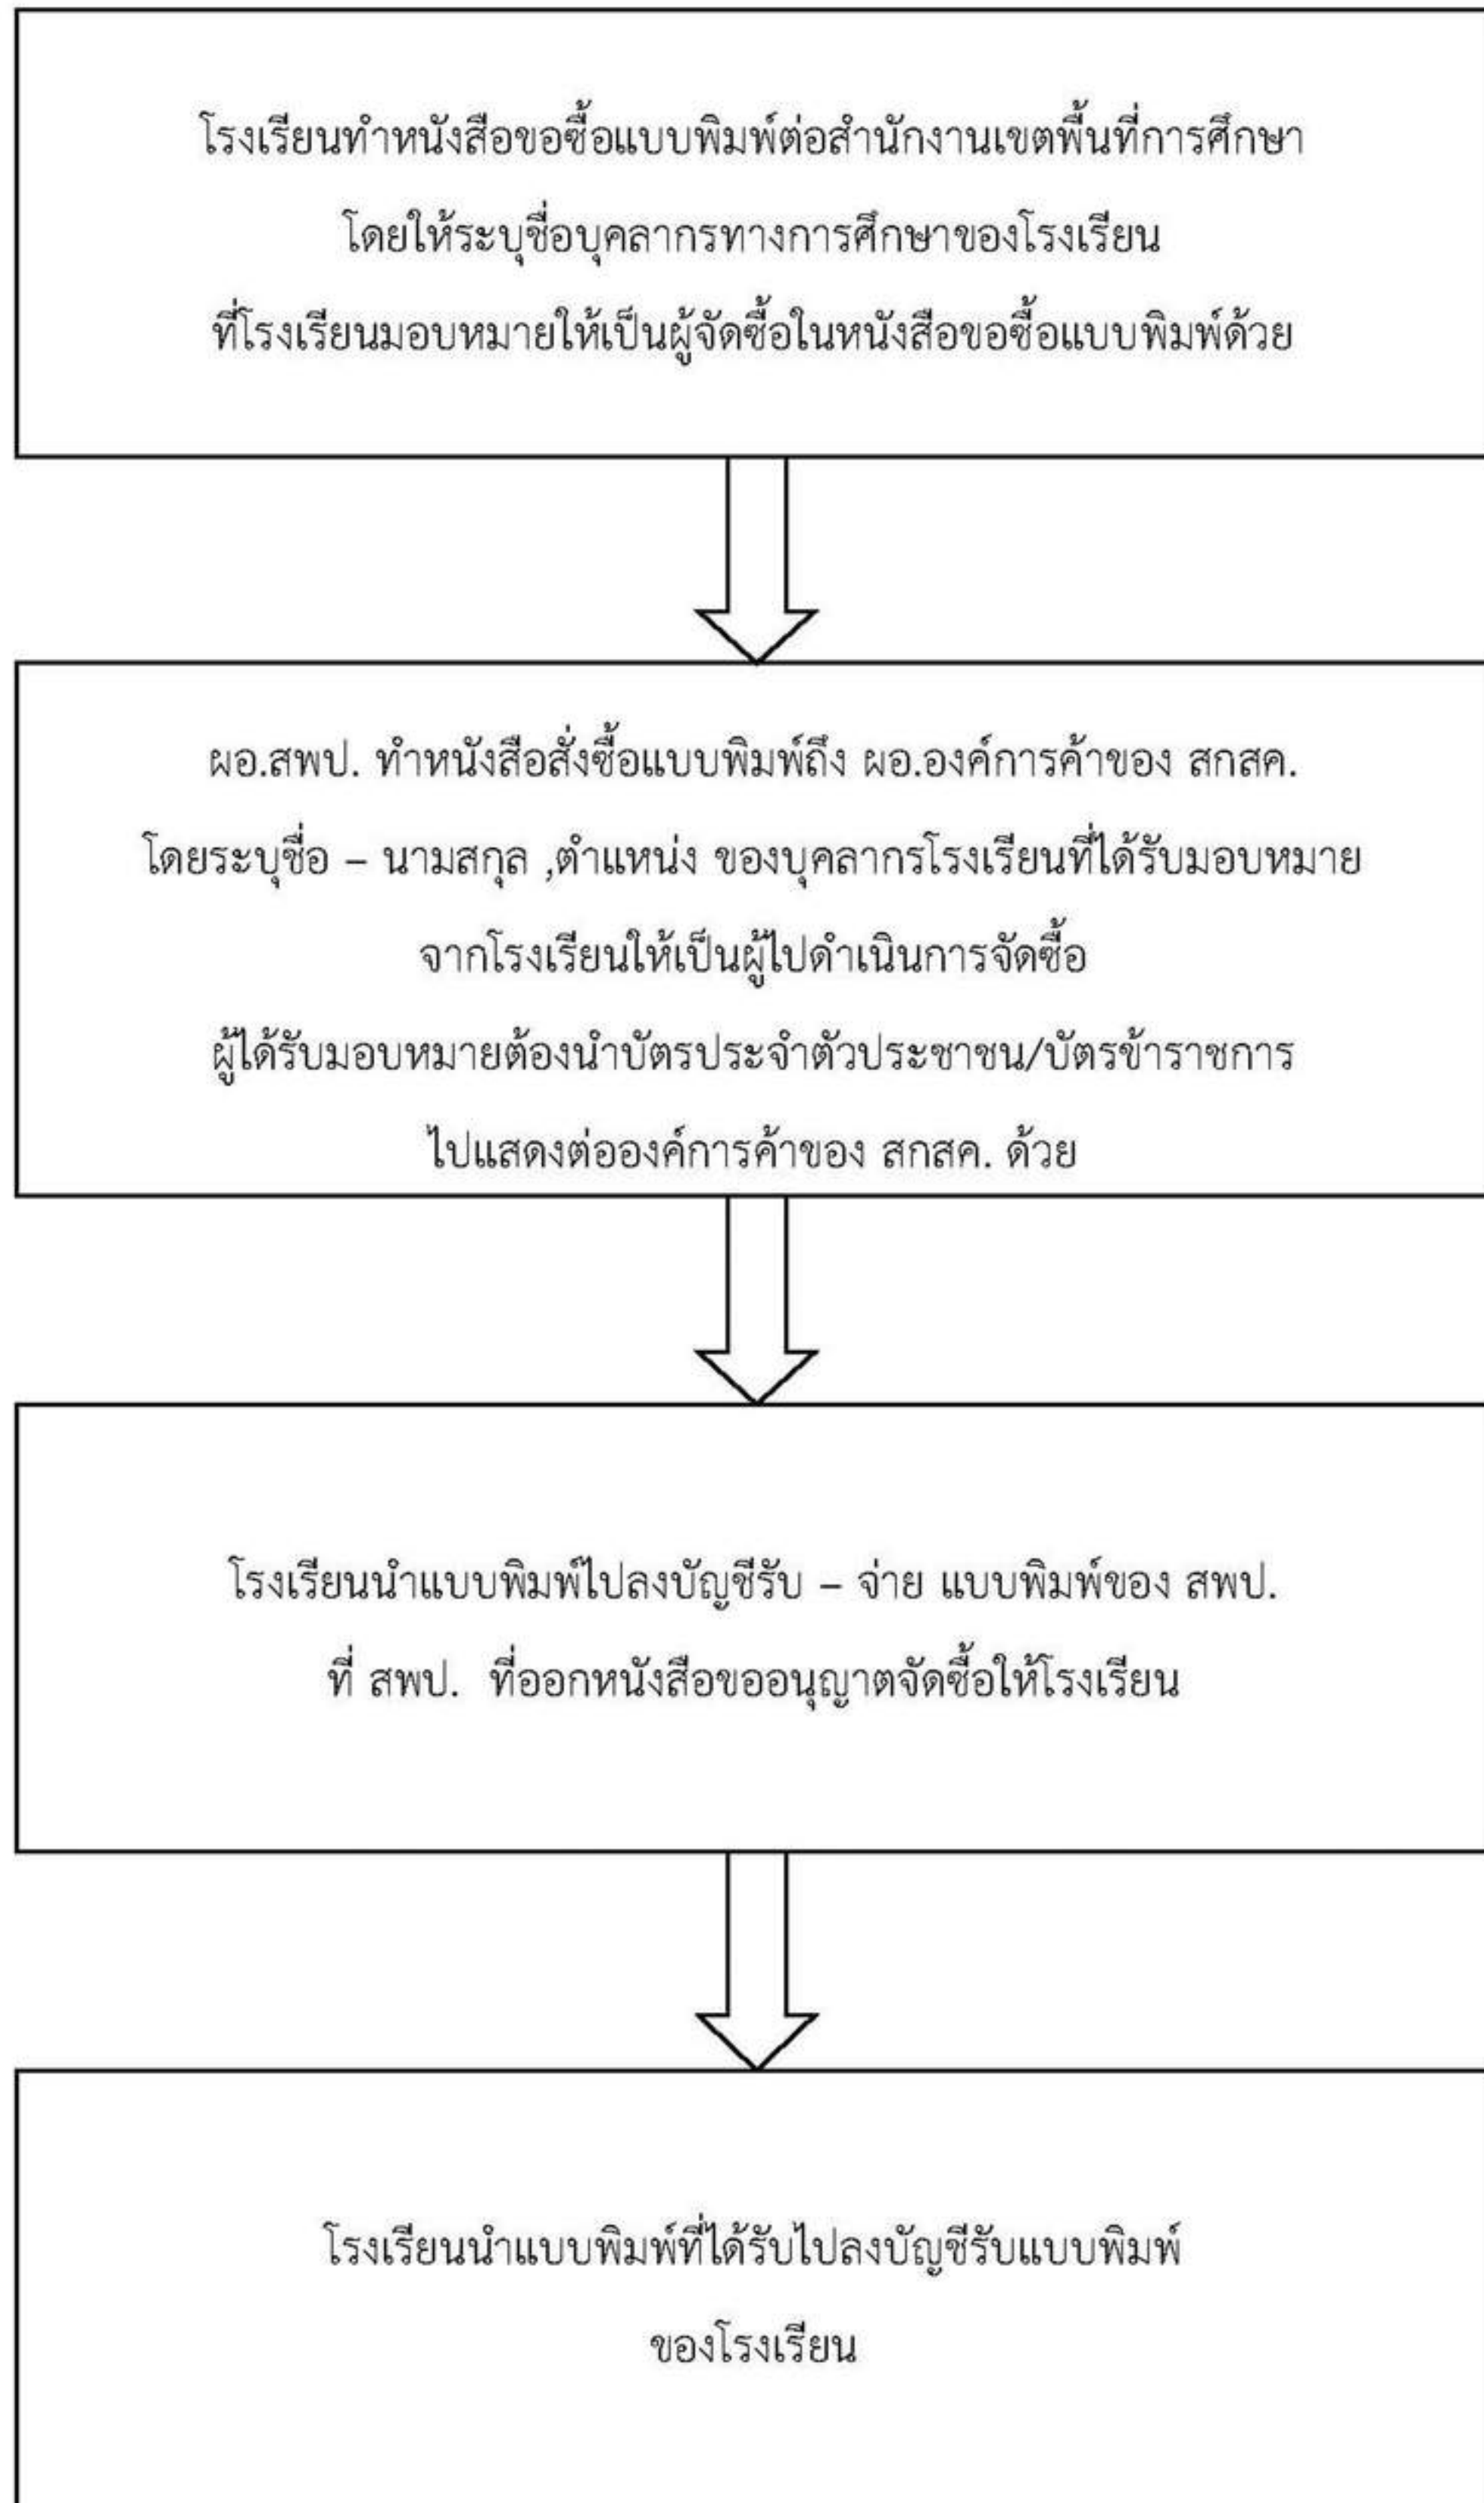 โรงเรียนทำหนังสือขอซื้อแบบพิมพ์ต่อสำนักงานเขตพื้นที่การศึกษา
โดยให้ระบุชื่อบุคลากรทางการศึกษาของโรงเรียน
ที่โรงเรียนมอบหมายให้เป็นผู้จัดซื้อในหนังสือขอซื้อแบบพิมพ์ด้วย
ผอ.สพป. ทำหนังสือสั่งซื้อแบบพิมพ์ถึง ผอ.องค์การค้าของ สกสค.
โดยระบุชื่อ – นามสกุล ,ตำแหน่ง ของบุคลากรโรงเรียนที่ได้รับมอบหมาย
จากโรงเรียนให้เป็นผู้ไปดำเนินการจัดซื้อ
ผู้ได้รับมอบหมายต้องนำบัตรประจำตัวประชาชน/บัตรข้าราชการ
ไปแสดงต่อองค์การค้าของ สกสค. ด้วย
โรงเรียนนำแบบพิมพ์ไปลงบัญชีรับ – จ่าย แบบพิมพ์ของ สพป.
ที่ สพป. ที่ออกหนังสือขออนุญาตจัดซื้อให้โรงเรียน
โรงเรียนนำแบบพิมพ์ที่ได้รับไปลงบัญชีรับแบบพิมพ์
ของโรงเรียน